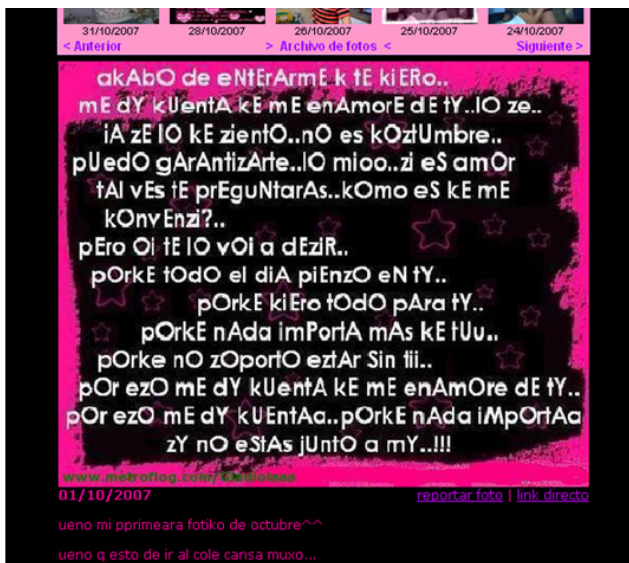 31/10/2007 28/10/2007 26/10/2007 25/10/2007 24/10/2007
< Anterior > Archivo de fotos < Siguiente >
akAbO de eNtErArmE k tE kiERo..
mE dY kUentA kE mE enAmorE dE tY..lO ze..
iA zE lO kE zientO..nO es kOztUmbre..
pUedO gArAntizArte..lO mioo..zi eS amOr
tAl vEs tE prEguNtarAs..kOmo eS kE mE
kOnvEnzi?..
pEro Oi tE lO vOi a dEziR..
pOrkE tOdO el diA piEnzO eN tY..
pOrkE kiEro tOdO pAra tY..
pOrkE nAda imPortA mAs kE tUu..
pOrke nO zOportO eztAr Sin tii..
pOr ezO mE dY kUentA kE mE enAmOre dE tY..
pOr ezO mE dY kUEntAa..pOrkE nAda iMpOrtAa
zY nO eStAs jUntO a mY..!!!
www.metroflog.com/
01/10/2007 reportar foto | link directo
ueno mi pprimeara fotiko de octubre^^
ueno q esto de ir al cole cansa muxo...